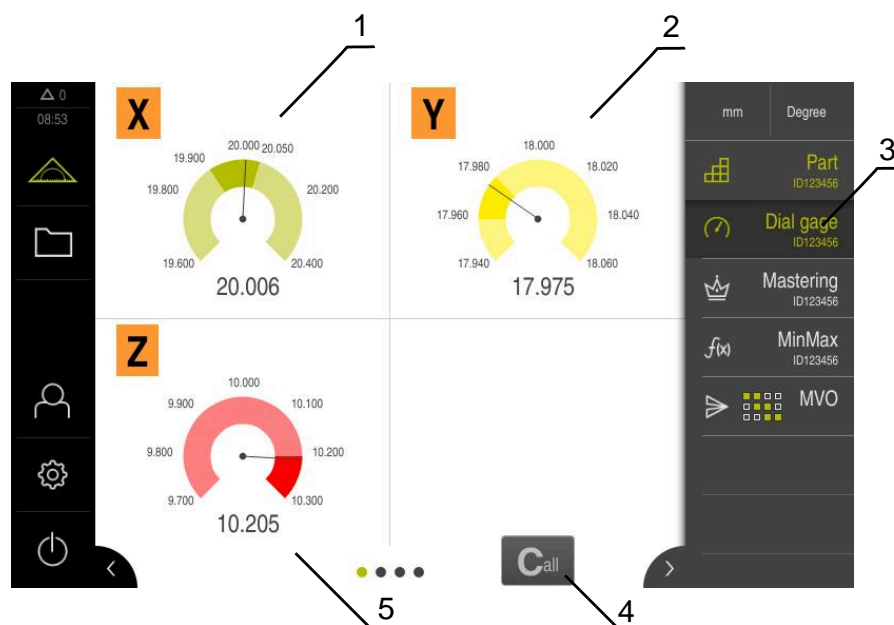 1
2
0
08:53
X
20.000
20.050
19.900
19.800
20.200
19.600
20.400
20.006
Y
18.000
17.980
18.020
17.960
18.040
17.940
18.060
17.975
mm
Degree
3
Part
ID123456
Dial gage
ID123456
Mastering
ID123456
f(x)
MinMax
ID123456
MVO
Z
10.000
9.900
10.100
9.800
10.200
9.700
10.300
10.205
Call
5
4